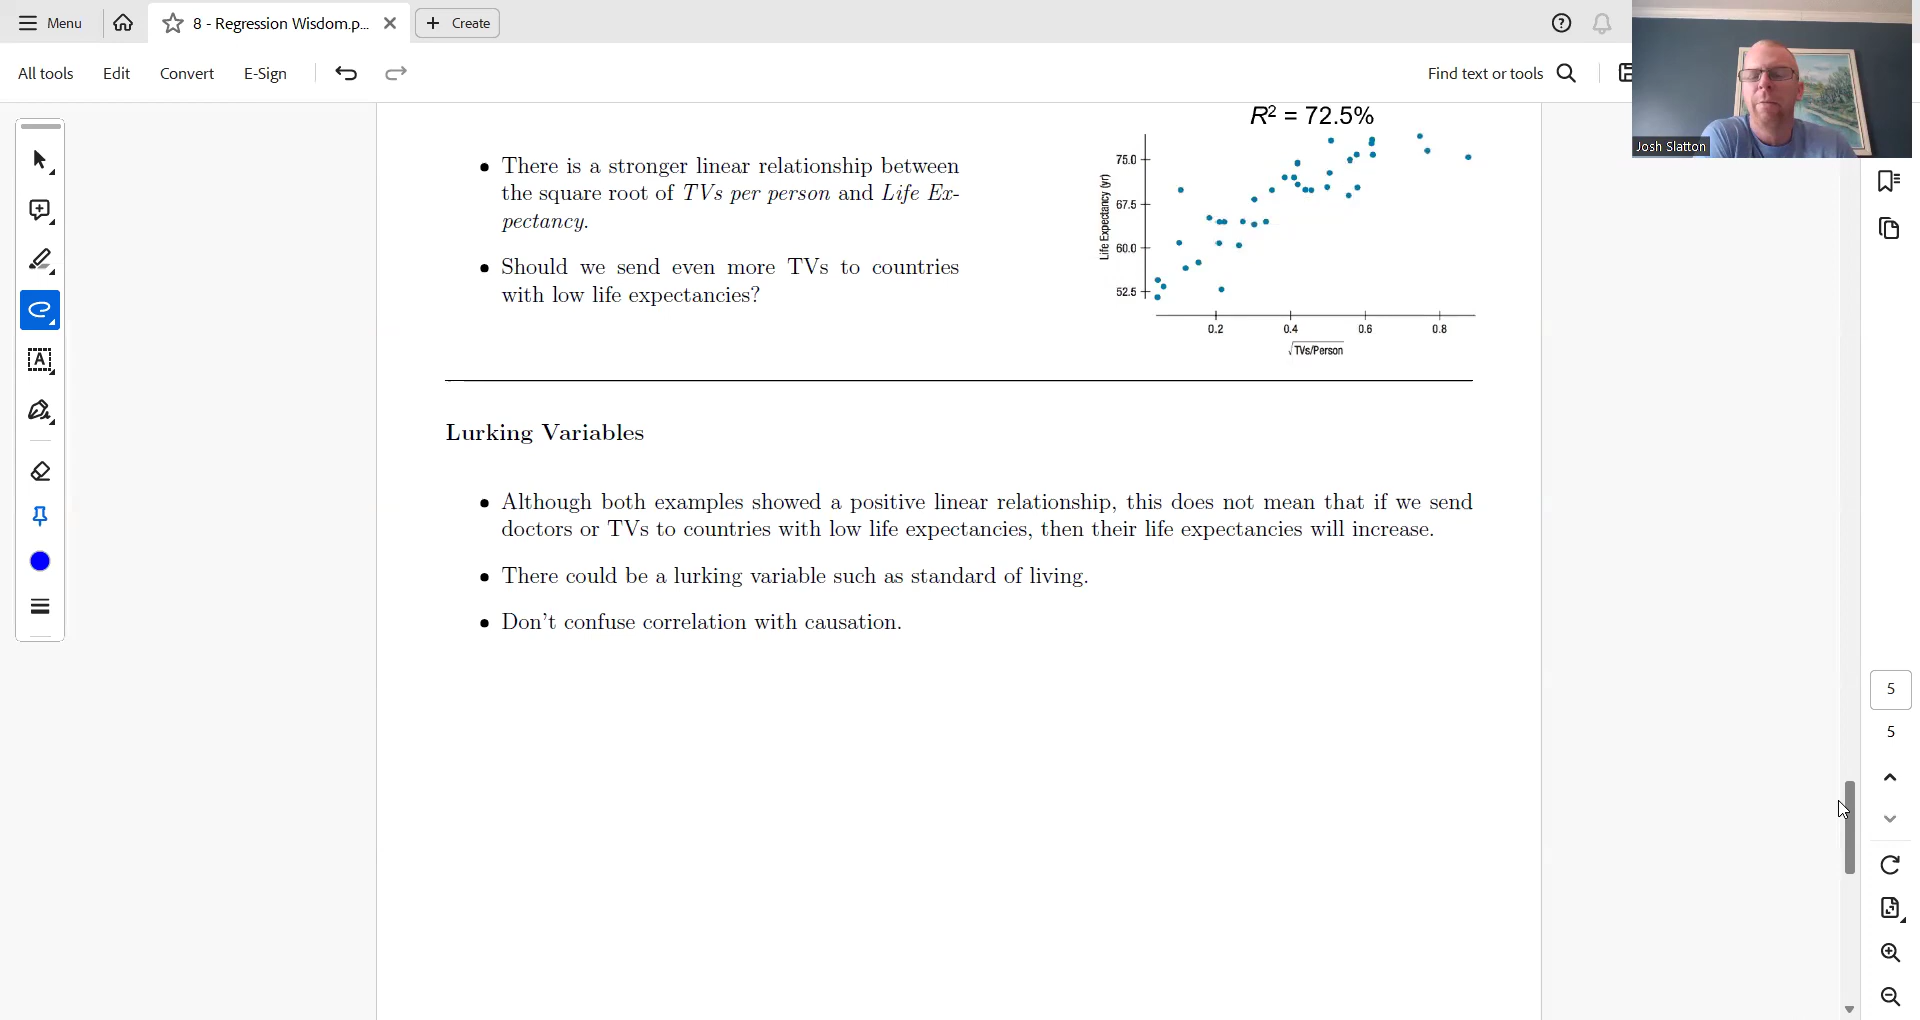 Menu
8 - Regression Wisdom.p...
Create
All tools
Edit
Convert
E-Sign
Find text or tools
Josh Slatton
R² = 72.5%
• There is a stronger linear relationship between
the square root of TVs per person and Life Ex-
pectancy.
• Should we send even more TVs to countries
with low life expectancies?
Life Expectancy (yr)
75.0
67.5
60.0
52.5
0.2 0.4 0.6 0.8
√TVs/Person
Lurking Variables
• Although both examples showed a positive linear relationship, this does not mean that if we send
doctors or TVs to countries with low life expectancies, then their life expectancies will increase.
• There could be a lurking variable such as standard of living.
• Don't confuse correlation with causation.
5
5